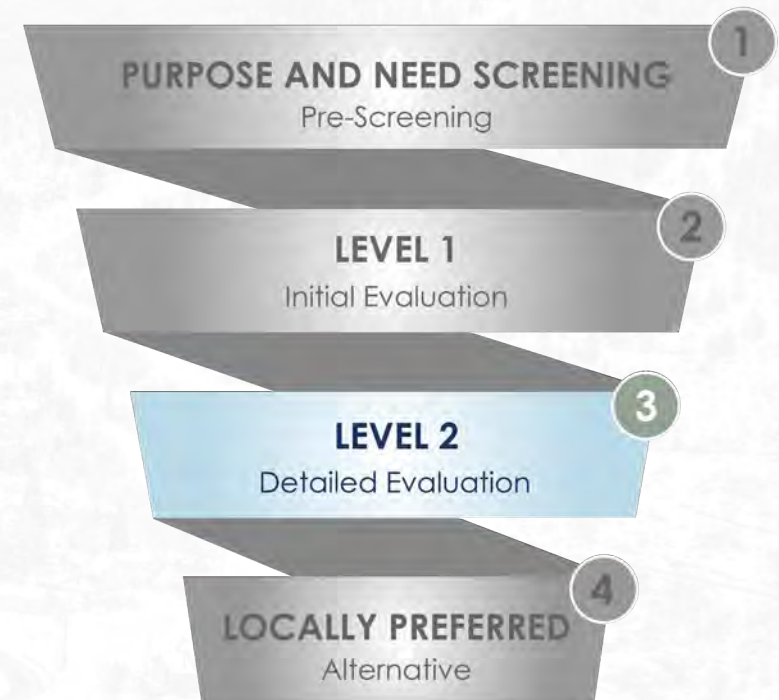 1
PURPOSE AND NEED SCREENING
Pre-Screening
2
LEVEL 1
Initial Evaluation
3
LEVEL 2
Detailed Evaluation
4
LOCALLY PREFERRED
Alternative